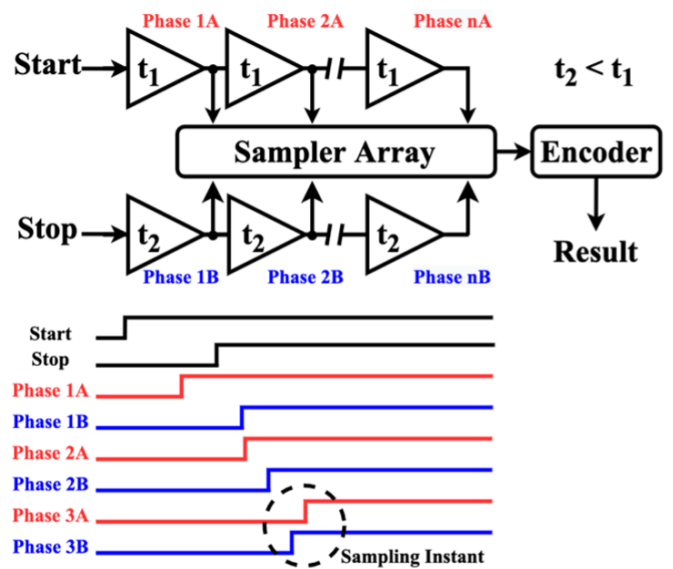 Phase 1A Phase 2A Phase nA
Start t₁ t₁ t₁ t₂ < t₁
Sampler Array Encoder
Stop t₂ t₂ t₂ Result
Phase 1B Phase 2B Phase nB
Start
Stop
Phase 1A
Phase 1B
Phase 2A
Phase 2B
Phase 3A
Phase 3B
Sampling Instant